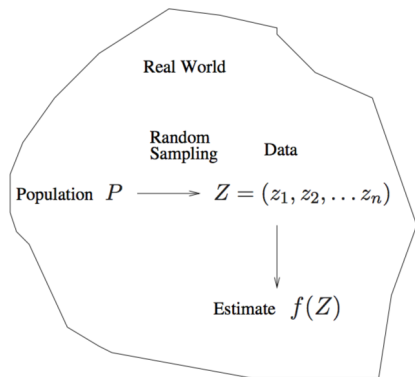 Real World
Random
Sampling
Data
Population P
Z = (z₁, z₂, . . . zₙ)
Estimate f(Z)